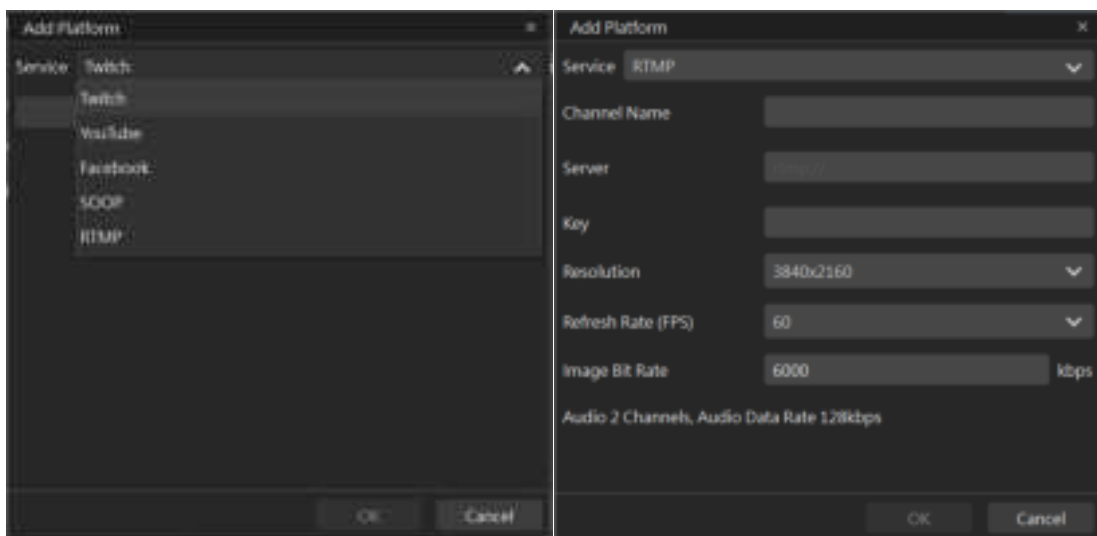 Add Platform
Service Twitch
Twitch
YouTube
Facebook
SOOP
RTMP
OK Cancel
Add Platform
Service RTMP
Channel Name
Server
Key
Resolution 3840x2160
Refresh Rate (FPS) 60
Image Bit Rate 6000 kbps
Audio 2 Channels, Audio Data Rate 128kbps
OK Cancel